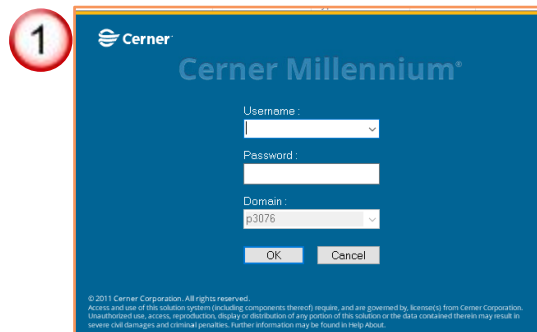 1
Cerner
Cerner Millennium®
Username :
Password :
Domain :
p3076
OK Cancel
© 2011 Cerner Corporation. All rights reserved.
Access and use of this solution system (including components thereof) require, and are governed by, license(s) from Cerner Corporation.
Unauthorized use, access, reproduction, display or distribution of any portion of this solution or the data contained therein may result in
severe civil damages and criminal penalties. Further information may be found in Help About.